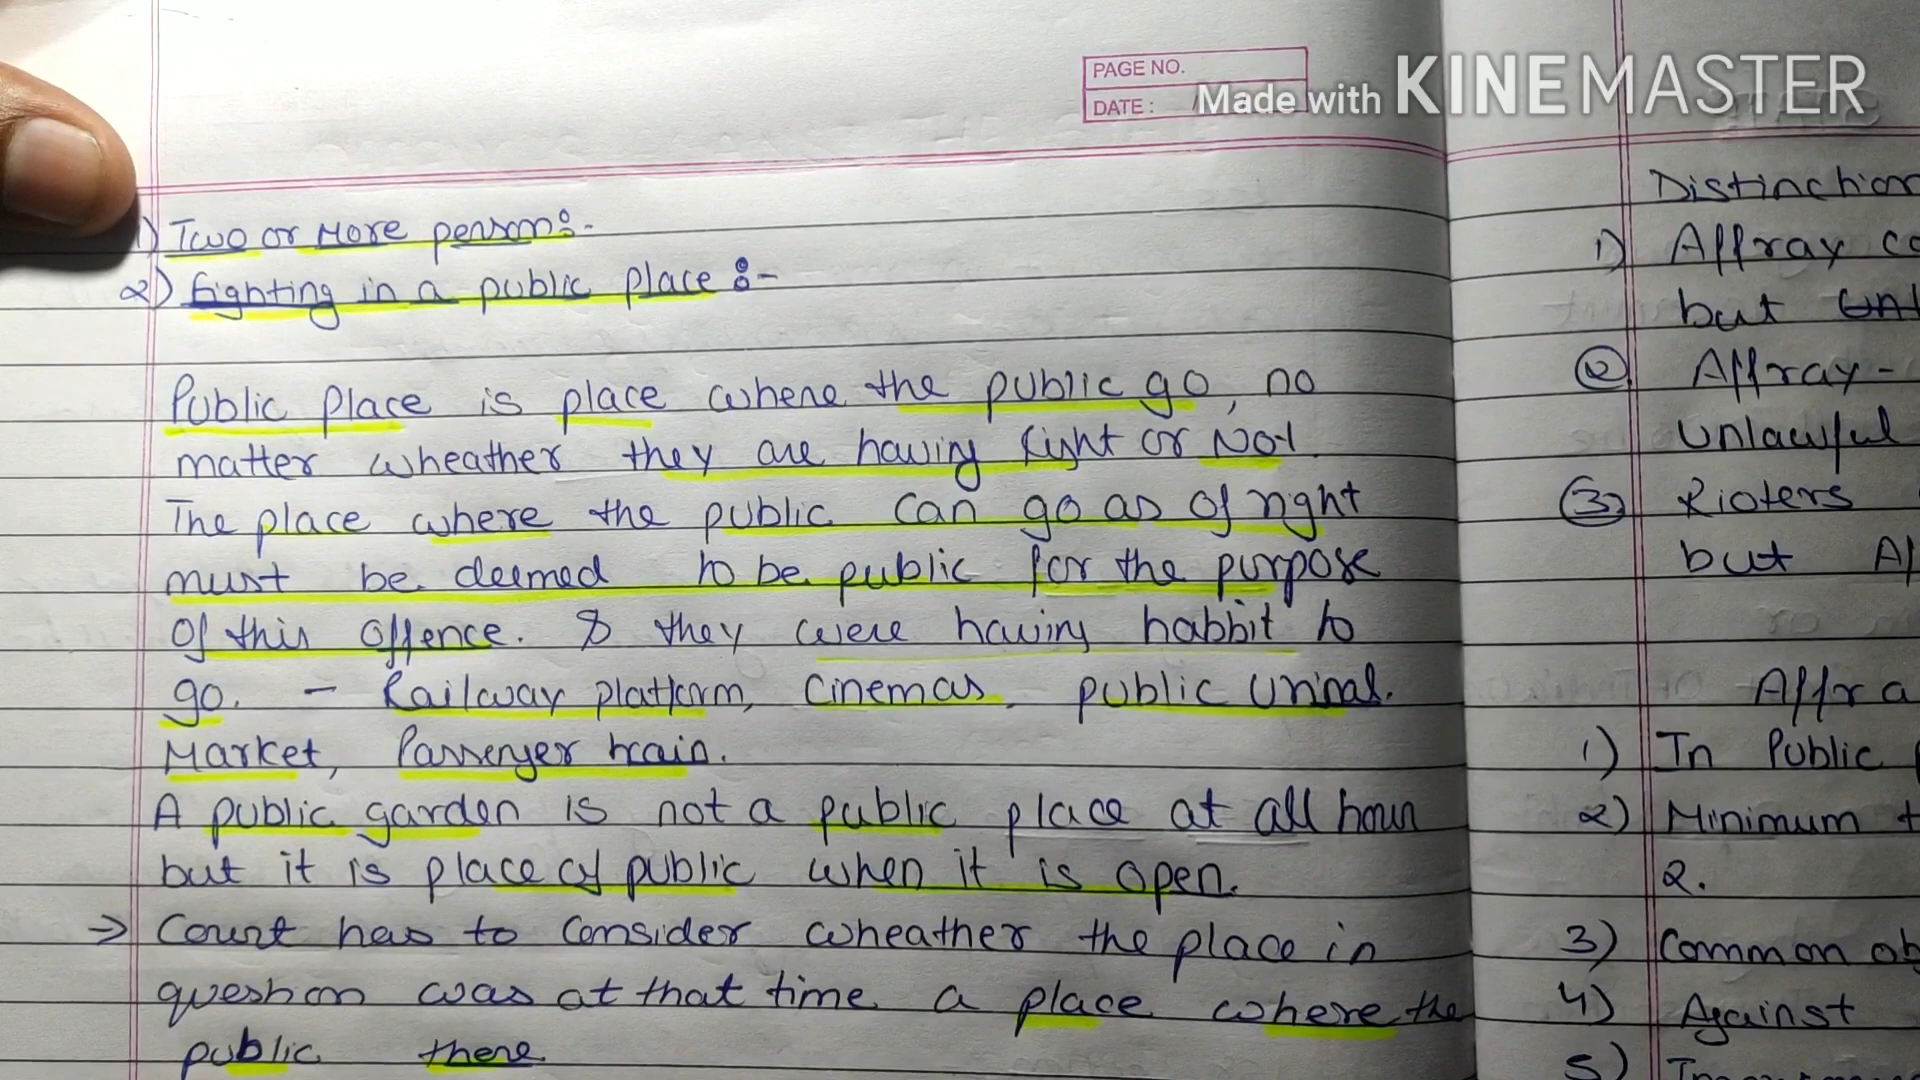 PAGE NO.
DATE :
Made with KINEMASTER
1) Two or More person:-
2) Fighting in a public place :-
Public Place is place where the public go, no
matter wheather they are having Right or Not
The place where the public can go as of right
must be deemed to be public for the purpose
of this offence. & they were having habbit to
go. - Railway platform, Cinemas, public Urinal.
Market, Passenger train.
A public garden is not a public place at all hour
but it is place of public when it is open.
→ Court has to Consider wheather the place in
question was at that time a place where the
public there
Distinction
1) Affray co
but
2) Affray -
Unlawful
3) Rioters
but Af
Affra
1) In Public p
2) Minimum t
2.
3) Common ob
4) Against
5)